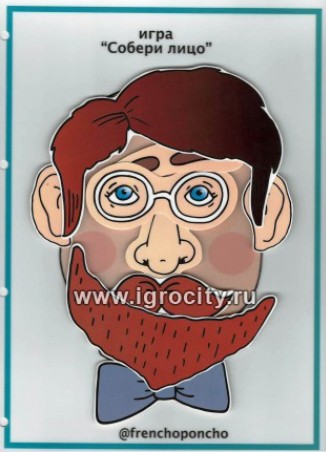 игра
"Собери лицо"
www.igrocity.ru
@frenchoponcho